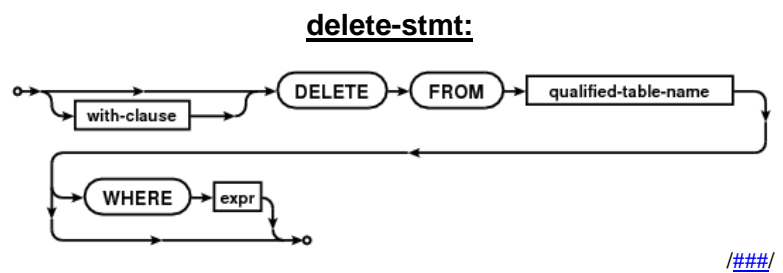 delete-stmt:
DELETE FROM qualified-table-name
with-clause
WHERE expr
/###/